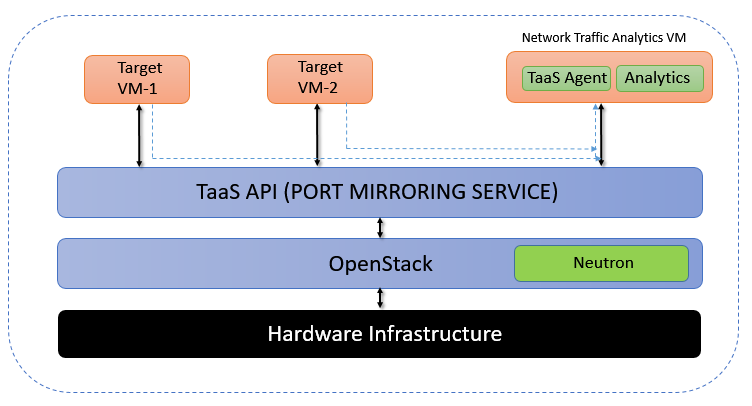 Network Traffic Analytics VM
Target
VM-1
Target
VM-2
TaaS Agent
Analytics
TaaS API (PORT MIRRORING SERVICE)
OpenStack
Neutron
Hardware Infrastructure